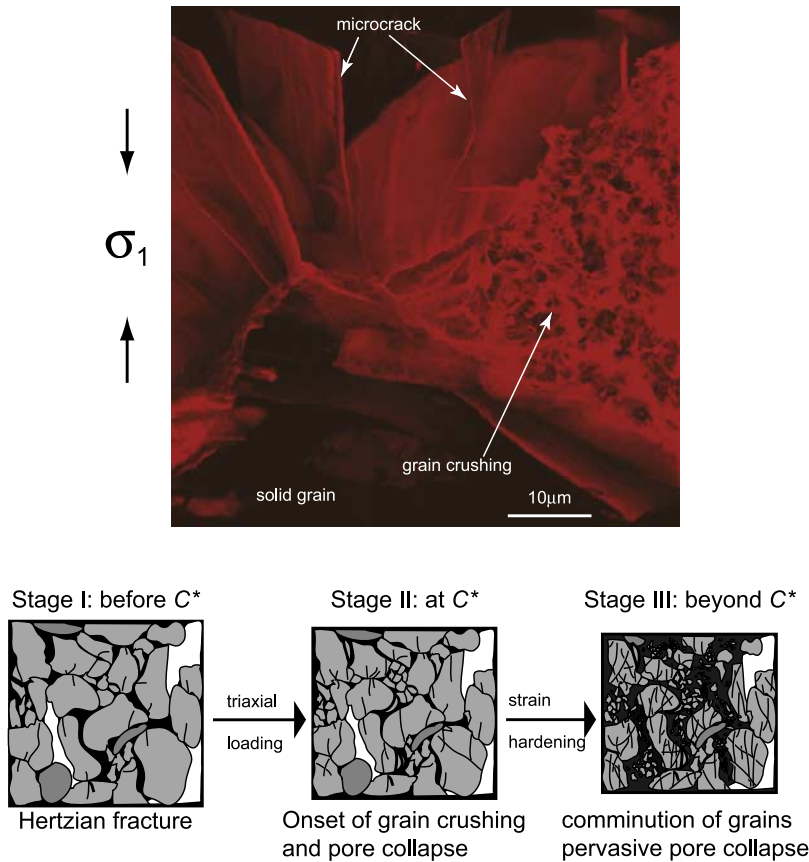 microcrack
σ1
grain crushing
solid grain
10μm
Stage I: before C*
Stage II: at C*
Stage III: beyond C*
triaxial
loading
strain
hardening
Hertzian fracture
Onset of grain crushing
and pore collapse
comminution of grains
pervasive pore collapse